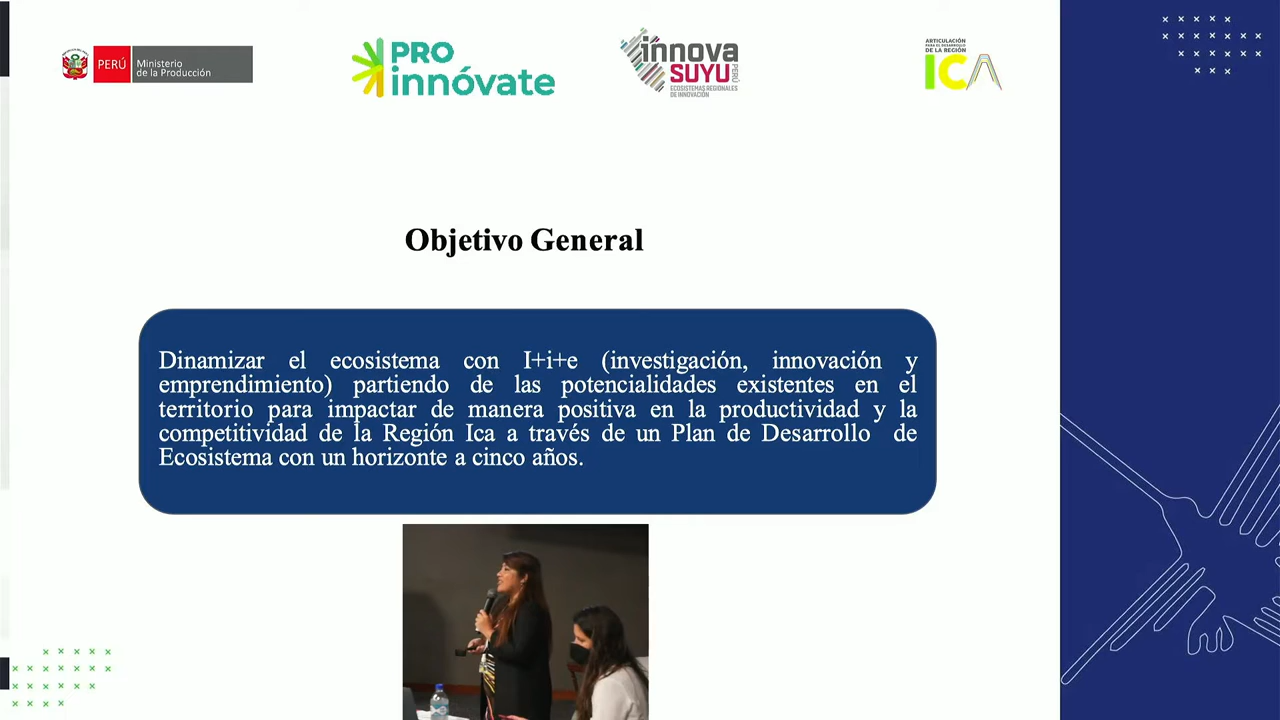 PERÚ
Ministerio
de la Producción
PRO
innóvate
innova
SUYU
PERÚ
ECOSISTEMAS REGIONALES
DE INNOVACIÓN
ARTICULACIÓN
PARA EL DESARROLLO
DE LA REGIÓN
ICA
Objetivo General
Dinamizar el ecosistema con I+i+e (investigación, innovación y
emprendimiento) partiendo de las potencialidades existentes en el
territorio para impactar de manera positiva en la productividad y la
competitividad de la Región Ica a través de un Plan de Desarrollo de
Ecosistema con un horizonte a cinco años.